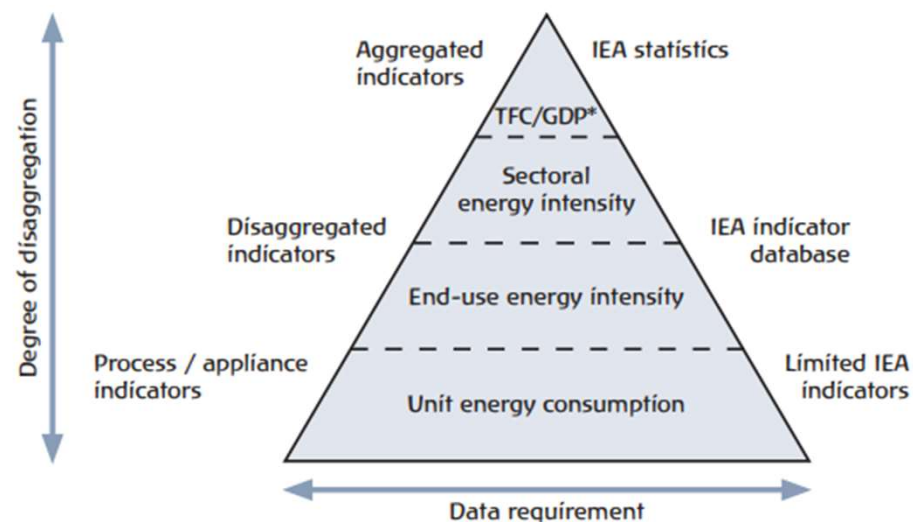 Degree of disaggregation
Aggregated
indicators
IEA statistics
TFC/GDP*
Sectoral
energy intensity
Disaggregated
indicators
IEA indicator
database
End-use energy intensity
Process / appliance
indicators
Limited IEA
indicators
Unit energy consumption
Data requirement